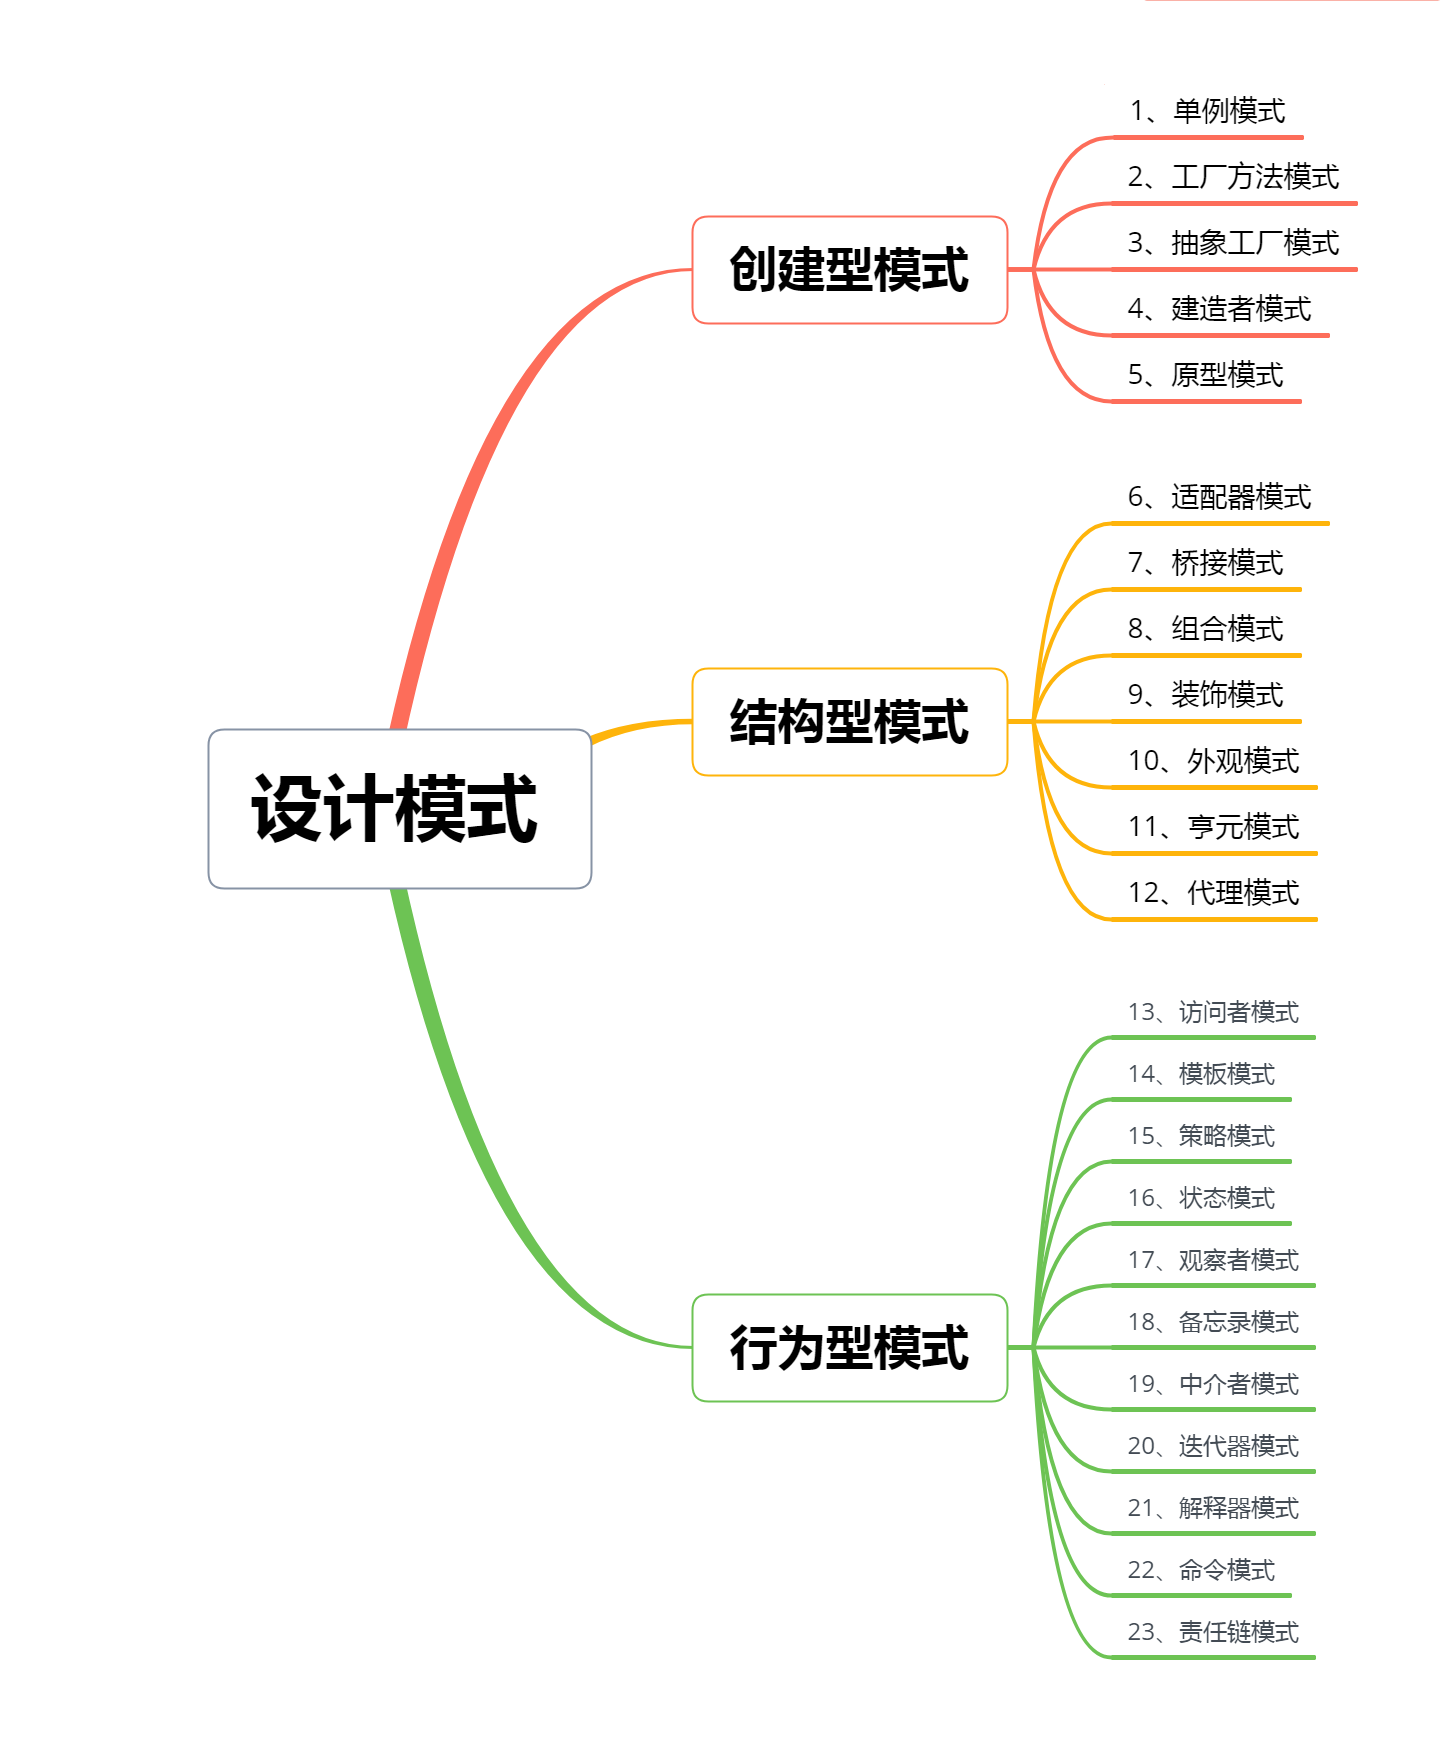 设计模式
创建型模式
1、单例模式
2、工厂方法模式
3、抽象工厂模式
4、建造者模式
5、原型模式
结构型模式
6、适配器模式
7、桥接模式
8、组合模式
9、装饰模式
10、外观模式
11、亨元模式
12、代理模式
行为型模式
13、访问者模式
14、模板模式
15、策略模式
16、状态模式
17、观察者模式
18、备忘录模式
19、中介者模式
20、迭代器模式
21、解释器模式
22、命令模式
23、责任链模式